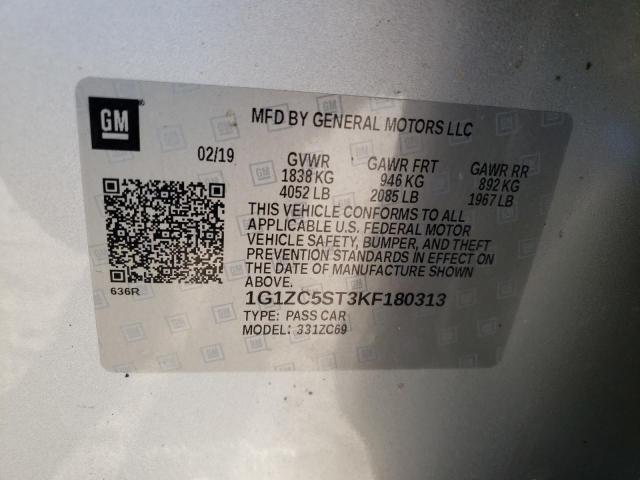 GM
MFD BY GENERAL MOTORS LLC
02/19
GVWR GAWR FRT GAWR RR
1838 KG 946 KG 892 KG
4052 LB 2085 LB 1967 LB
THIS VEHICLE CONFORMS TO ALL
APPLICABLE U.S. FEDERAL MOTOR
VEHICLE SAFETY, BUMPER, AND THEFT
PREVENTION STANDARDS IN EFFECT ON
THE DATE OF MANUFACTURE SHOWN
ABOVE.
636R
1G1ZC5ST3KF180313
TYPE: PASS CAR
MODEL: 331ZC69